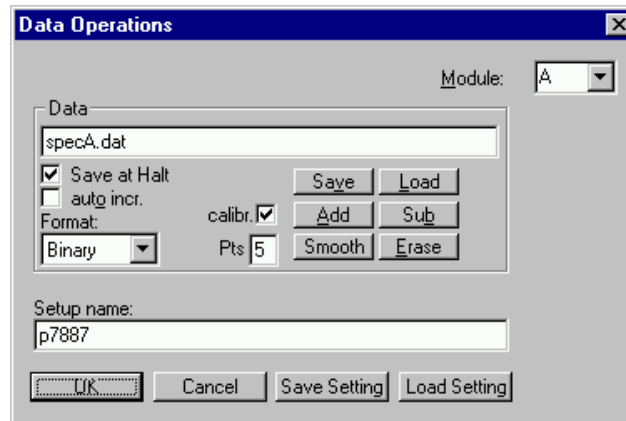 Data Operations
Module: A
Data
specA.dat
Save at Halt
auto incr.
Format:
Binary
calibr.
Pts 5
Save Load
Add Sub
Smooth Erase
Setup name:
p7887
OK Cancel Save Setting Load Setting